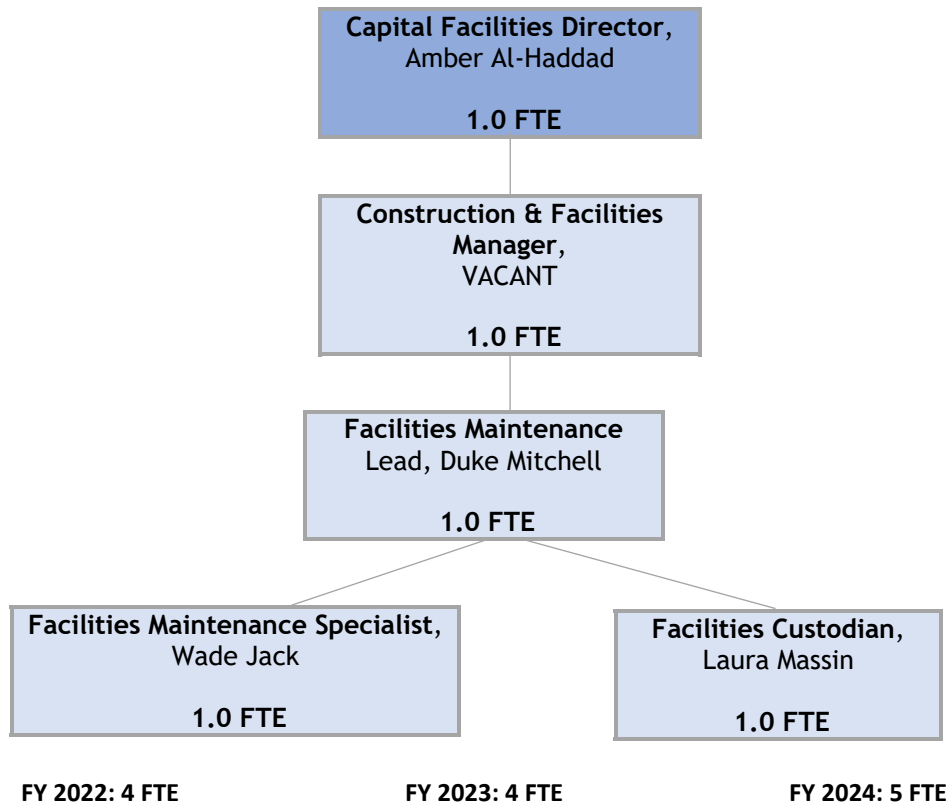 Capital Facilities Director,
Amber Al-Haddad
1.0 FTE
Construction & Facilities
Manager,
VACANT
1.0 FTE
Facilities Maintenance
Lead, Duke Mitchell
1.0 FTE
Facilities Maintenance Specialist,
Wade Jack
1.0 FTE
Facilities Custodian,
Laura Massin
1.0 FTE
FY 2022: 4 FTE
FY 2023: 4 FTE
FY 2024: 5 FTE